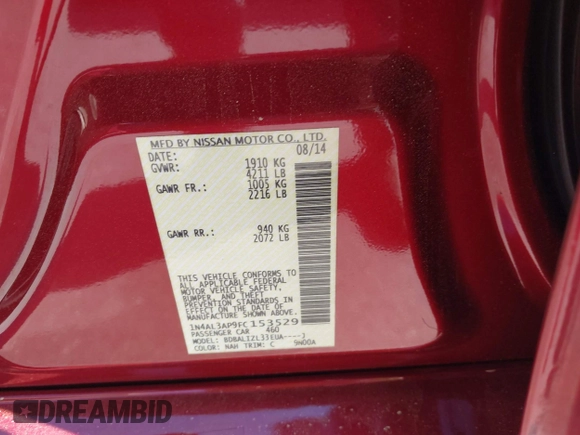 MFD BY NISSAN MOTOR CO., LTD.
DATE: 08/14
GVWR: 1910 KG
4211 LB
GAWR FR.: 1005 KG
2216 LB
GAWR RR.: 940 KG
2072 LB
THIS VEHICLE CONFORMS TO
ALL APPLICABLE FEDERAL
MOTOR VEHICLE SAFETY,
BUMPER, AND THEFT
PREVENTION STANDARDS IN
EFFECT ON THE DATE OF
MANUFACTURE SHOWN ABOVE.
1N4AL3AP9FC153529
PASSENGER CAR 460
MODEL: BDBALIZL33EUA----J
COLOR: NAH TRIM: C 5N00A
DREAMBID